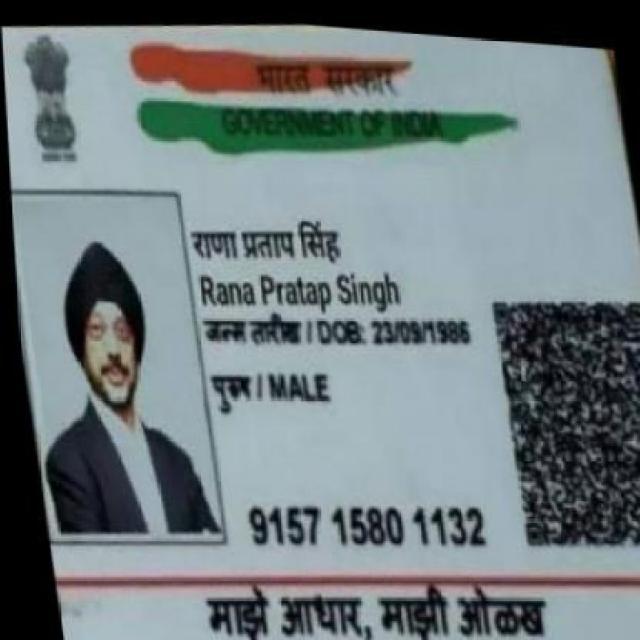 भारत सरकार
GOVERNMENT OF INDIA
राणा प्रताप सिंह
Rana Pratap Singh
जन्म तारीख / DOB: 23/09/1986
पुरुष / MALE
9157 1580 1132
माझे आधार, माझी ओळख